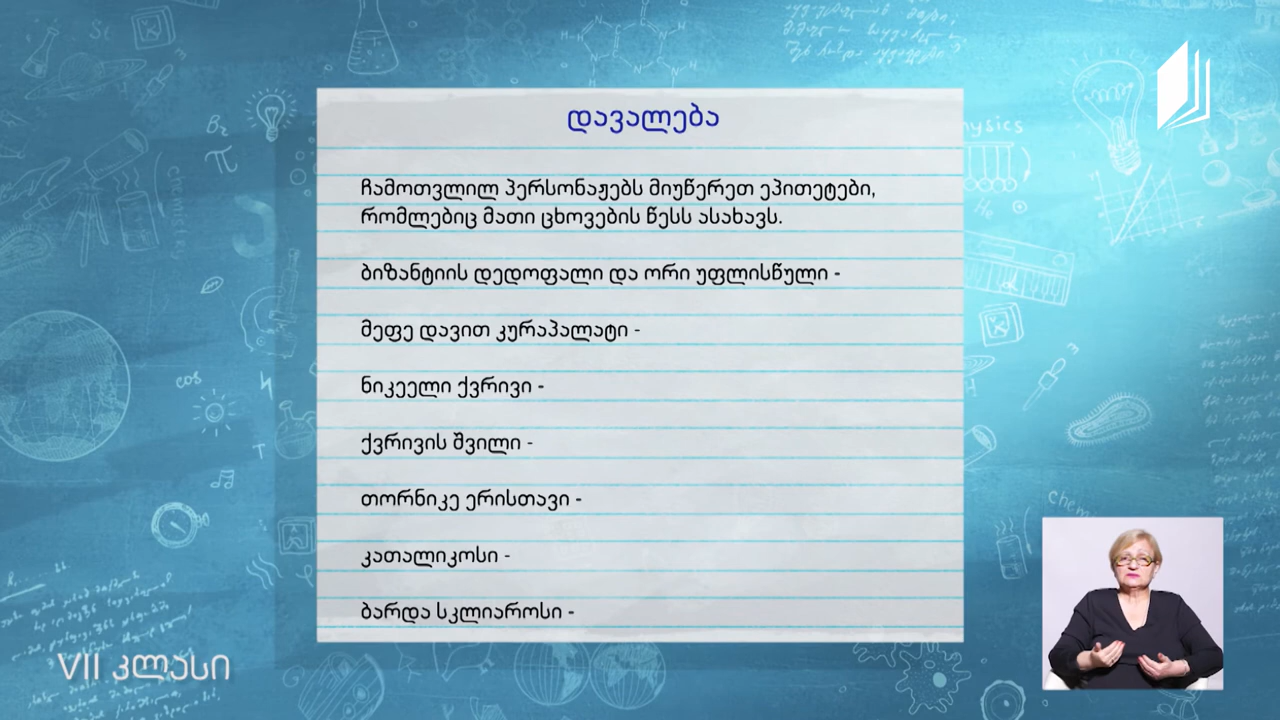 დავალება
ჩამოთვლილ პერსონაჟებს მიუწერეთ ეპითეტები,
რომლებიც მათი ცხოვების წესს ასახავს.
ბიზანტიის დედოფალი და ორი უფლისწული -
მეფე დავით კურაპალატი -
ნიკეელი ქვრივი -
ქვრივის შვილი -
თორნიკე ერისთავი -
კათალიკოსი -
ბარდა სკლიაროსი -
VII კლასი